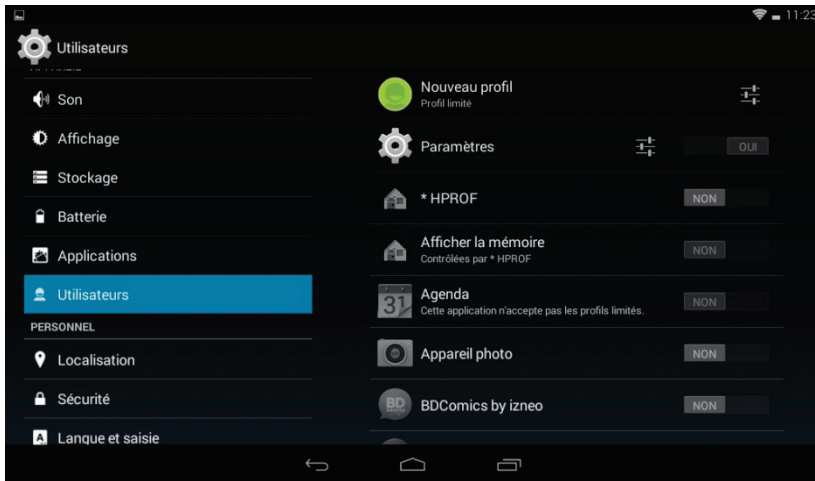 11:23
Utilisateurs
Son
Affichage
Stockage
Batterie
Applications
Utilisateurs
PERSONNEL
Localisation
Sécurité
A Langue et saisie
Nouveau profil
Profil limité
Paramètres OUI
* HPROF NON
Afficher la mémoire NON
Contrôlées par * HPROF
31 Agenda NON
Cette application n'accepte pas les profils limités.
Appareil photo NON
BD BDComics by izneo NON